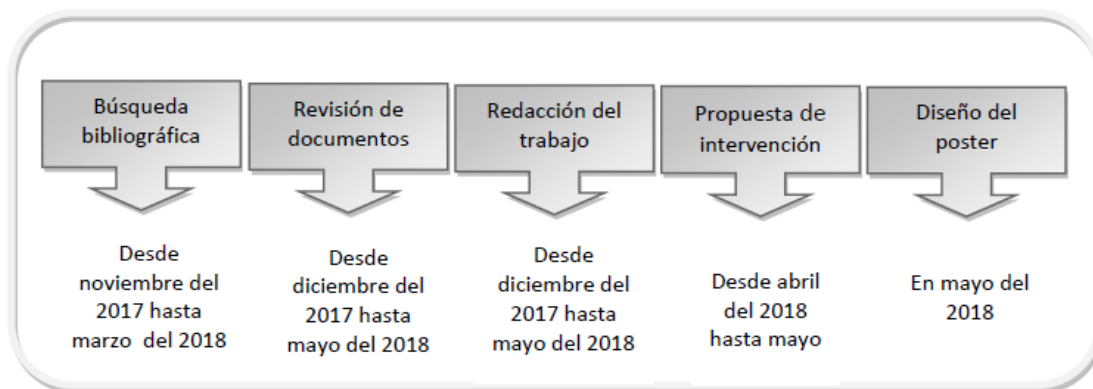 Búsqueda
bibliográfica
Revisión de
documentos
Redacción del
trabajo
Propuesta de
intervención
Diseño del
poster
Desde
noviembre del
2017 hasta
marzo del 2018
Desde
diciembre del
2017 hasta
mayo del 2018
Desde
diciembre del
2017 hasta
mayo del 2018
Desde abril
del 2018
hasta mayo
En mayo del
2018